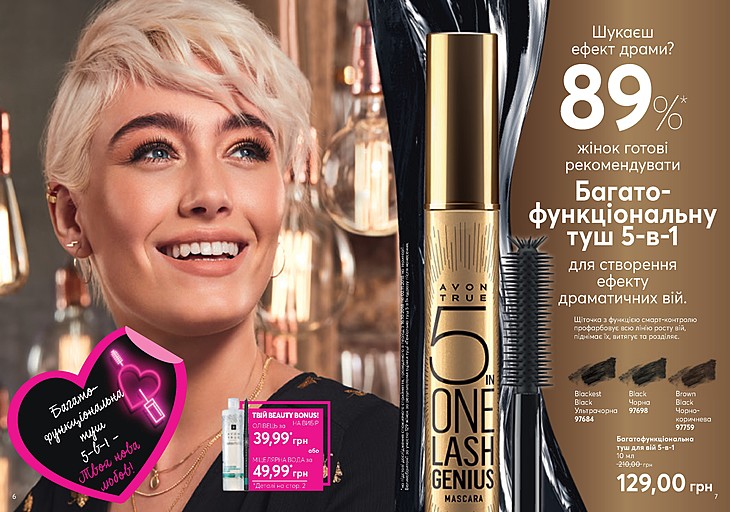 Багато-
функціональна
туш
5-в-1 –
Твоя нова
любов!
ТВІЙ BEAUTY BONUS!
НА ВИБІР
ОЛІВЕЦЬ за
39,99* грн
або
МІЦЕЛЯРНА ВОДА за
49,99* грн
*Деталі на стор. 2
6
AVON
TRUE
5
IN
ONE
LASH
GENIUS
MASCARA
Шукаєш
ефект драми?
89%*
жінок готові
рекомендувати
Багато-
функціональну
туш 5-в-1
для створення
ефекту
драматичних вій.
Щіточка з функцією смарт-контролю
профарбовує всю лінію росту вій,
піднімає їх, витягує та розділяє.
Blackest
Black
Ультрачорна
97684
Black
Чорна
97698
Brown
Black
Чорно-
коричнева
97759
Багатофункціональна
туш для вій 5-в-1
10 мл
210,00 грн
129,00 грн
7